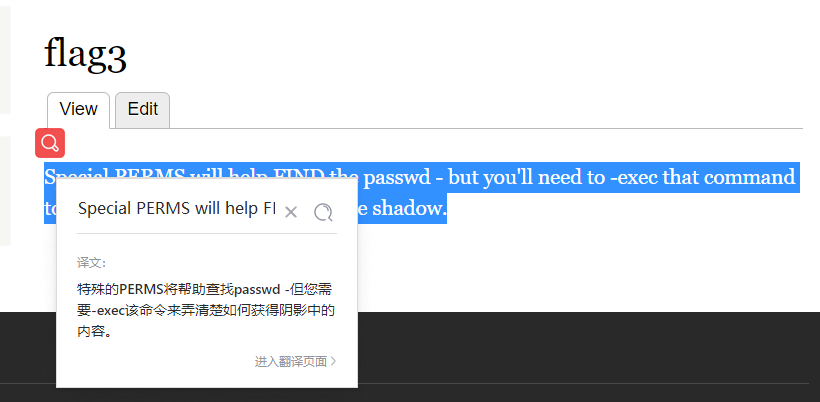 flag3
View Edit
Special PERMS will help FIND the passwd - but you'll need to -exec that command
e shadow.
Special PERMS will help FI
译文：
特殊的PERMS将帮助查找passwd -但您需
要-exec该命令来弄清楚如何获得阴影中的
内容。
进入翻译页面